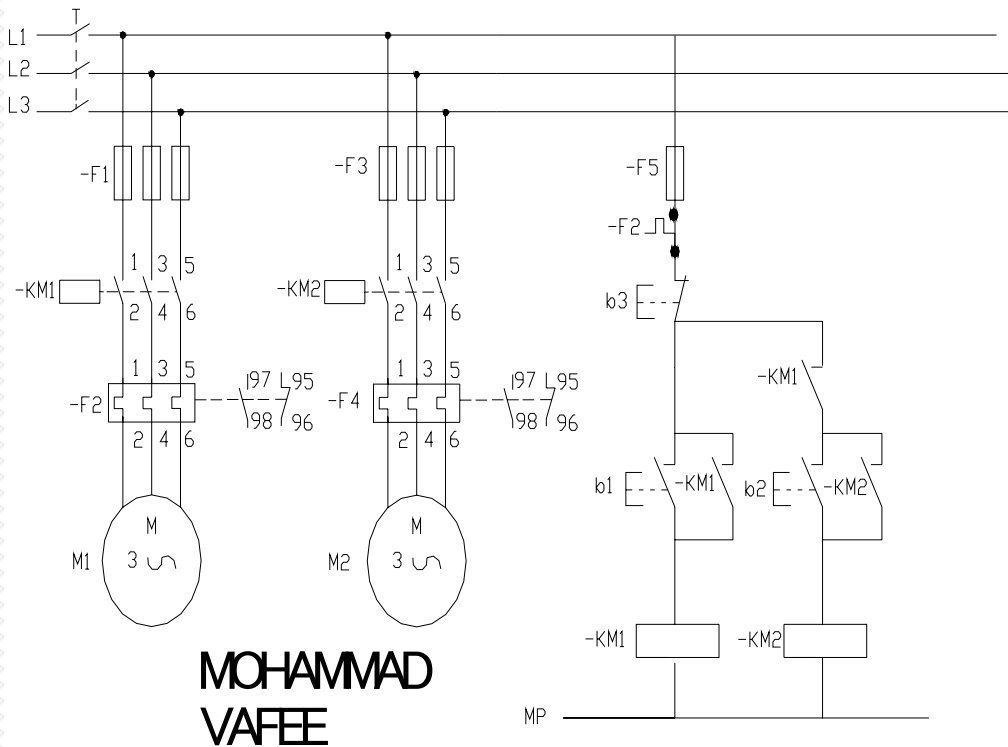 T
L1
L2
L3
-F1
-F3
-F5
-F2
-KM1
1 3 5
2 4 6
-KM2
1 3 5
2 4 6
b3
-KM1
-F2
1 3 5
2 4 6
97 95
98 96
-F4
1 3 5
2 4 6
97 95
98 96
b1
-KM1
b2
-KM2
M1
M
3
M2
M
3
-KM1
-KM2
MOHAMMAD
VAFEE
MP